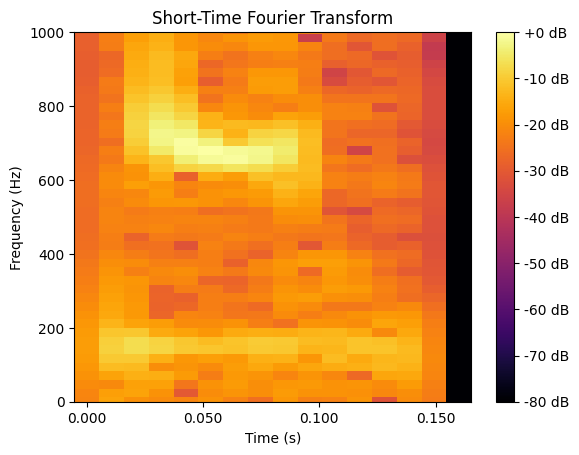 Short-Time Fourier Transform
1000
800
600
400
200
0
Frequency (Hz)
0.000
0.050
0.100
0.150
Time (s)
+0 dB
-10 dB
-20 dB
-30 dB
-40 dB
-50 dB
-60 dB
-70 dB
-80 dB